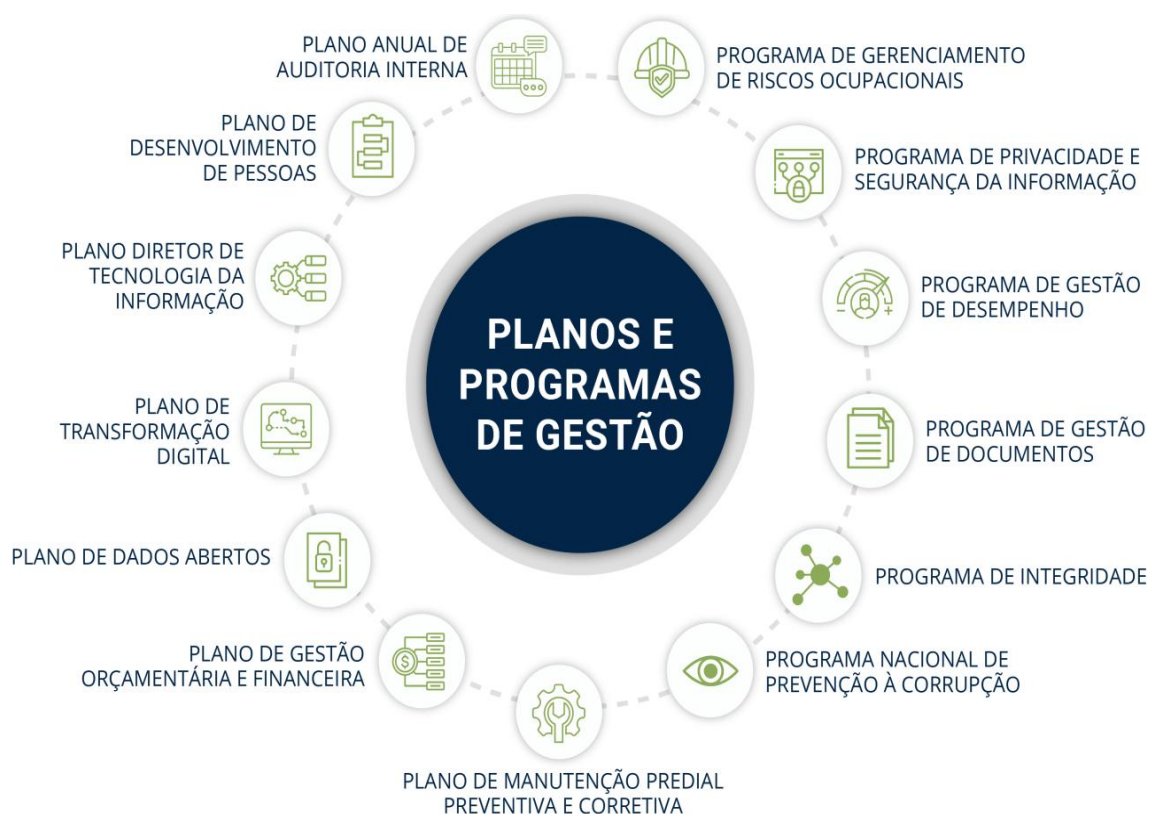 PLANO ANUAL DE
AUDITORIA INTERNA
PROGRAMA DE GERENCIAMENTO
DE RISCOS OCUPACIONAIS
PLANO DE
DESENVOLVIMENTO
DE PESSOAS
PROGRAMA DE PRIVACIDADE E
SEGURANÇA DA INFORMAÇÃO
PLANO DIRETOR DE
TECNOLOGIA DA
INFORMAÇÃO
PROGRAMA DE GESTÃO
DE DESEMPENHO
PLANOS E
PROGRAMAS
DE GESTÃO
PLANO DE
TRANSFORMAÇÃO
DIGITAL
PROGRAMA DE GESTÃO
DE DOCUMENTOS
PLANO DE DADOS ABERTOS
PROGRAMA DE INTEGRIDADE
PLANO DE GESTÃO
ORÇAMENTÁRIA E FINANCEIRA
PROGRAMA NACIONAL DE
PREVENÇÃO À CORRUPÇÃO
PLANO DE MANUTENÇÃO PREDIAL
PREVENTIVA E CORRETIVA